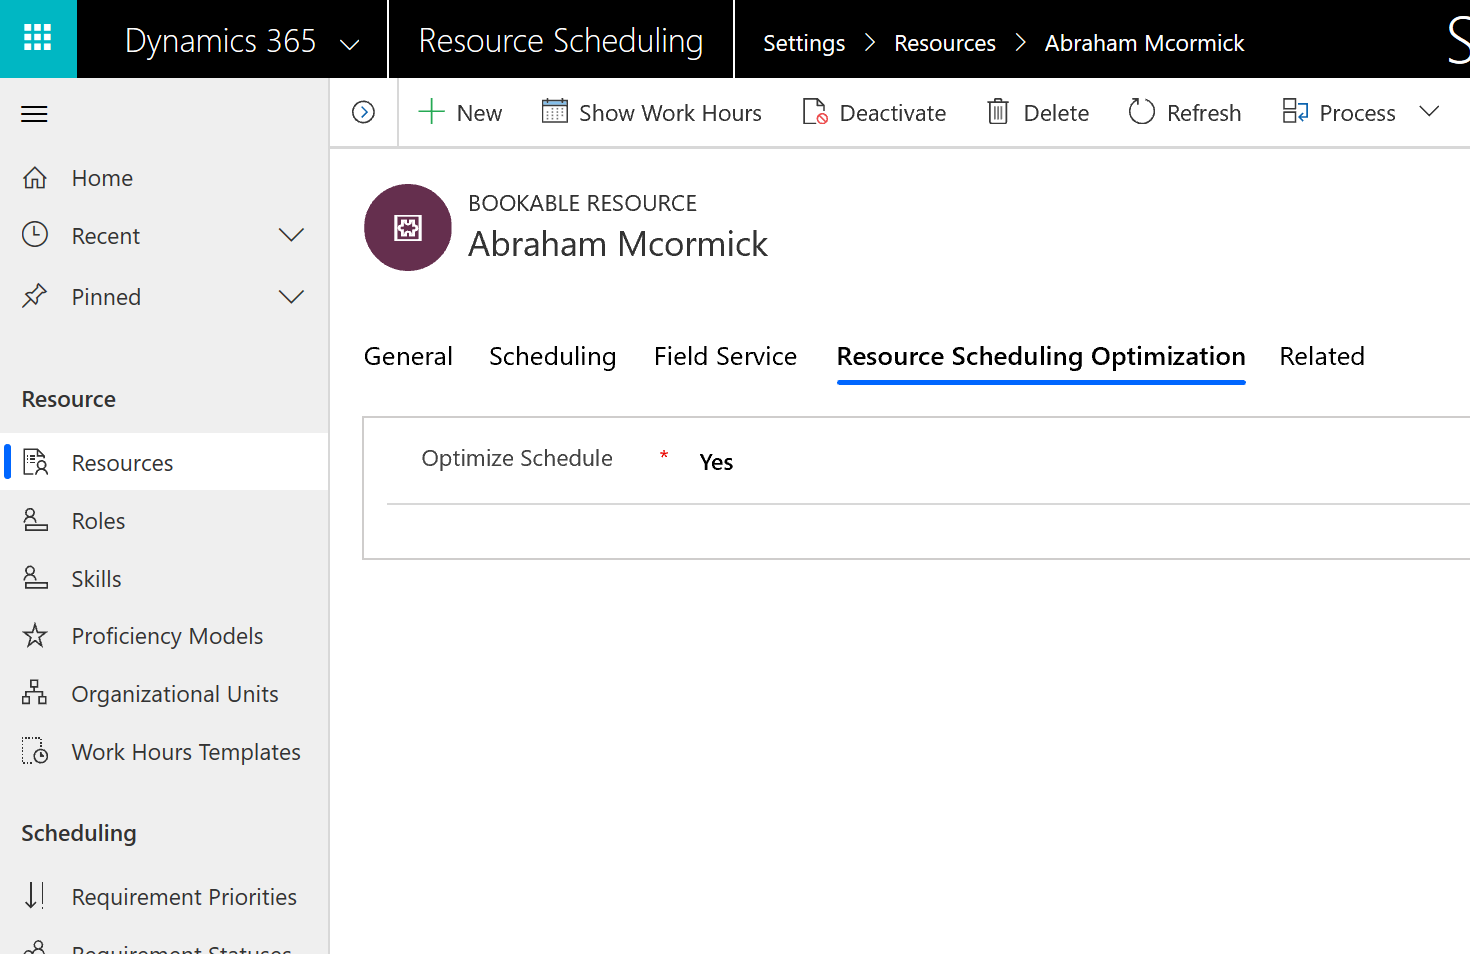 Dynamics 365
Resource Scheduling
Settings > Resources > Abraham Mcormick
New
Show Work Hours
Deactivate
Delete
Refresh
Process
Home
Recent
Pinned
Resource
Resources
Roles
Skills
Proficiency Models
Organizational Units
Work Hours Templates
Scheduling
Requirement Priorities
Requirement Statuses
BOOKABLE RESOURCE
Abraham Mcormick
General
Scheduling
Field Service
Resource Scheduling Optimization
Related
Optimize Schedule * Yes